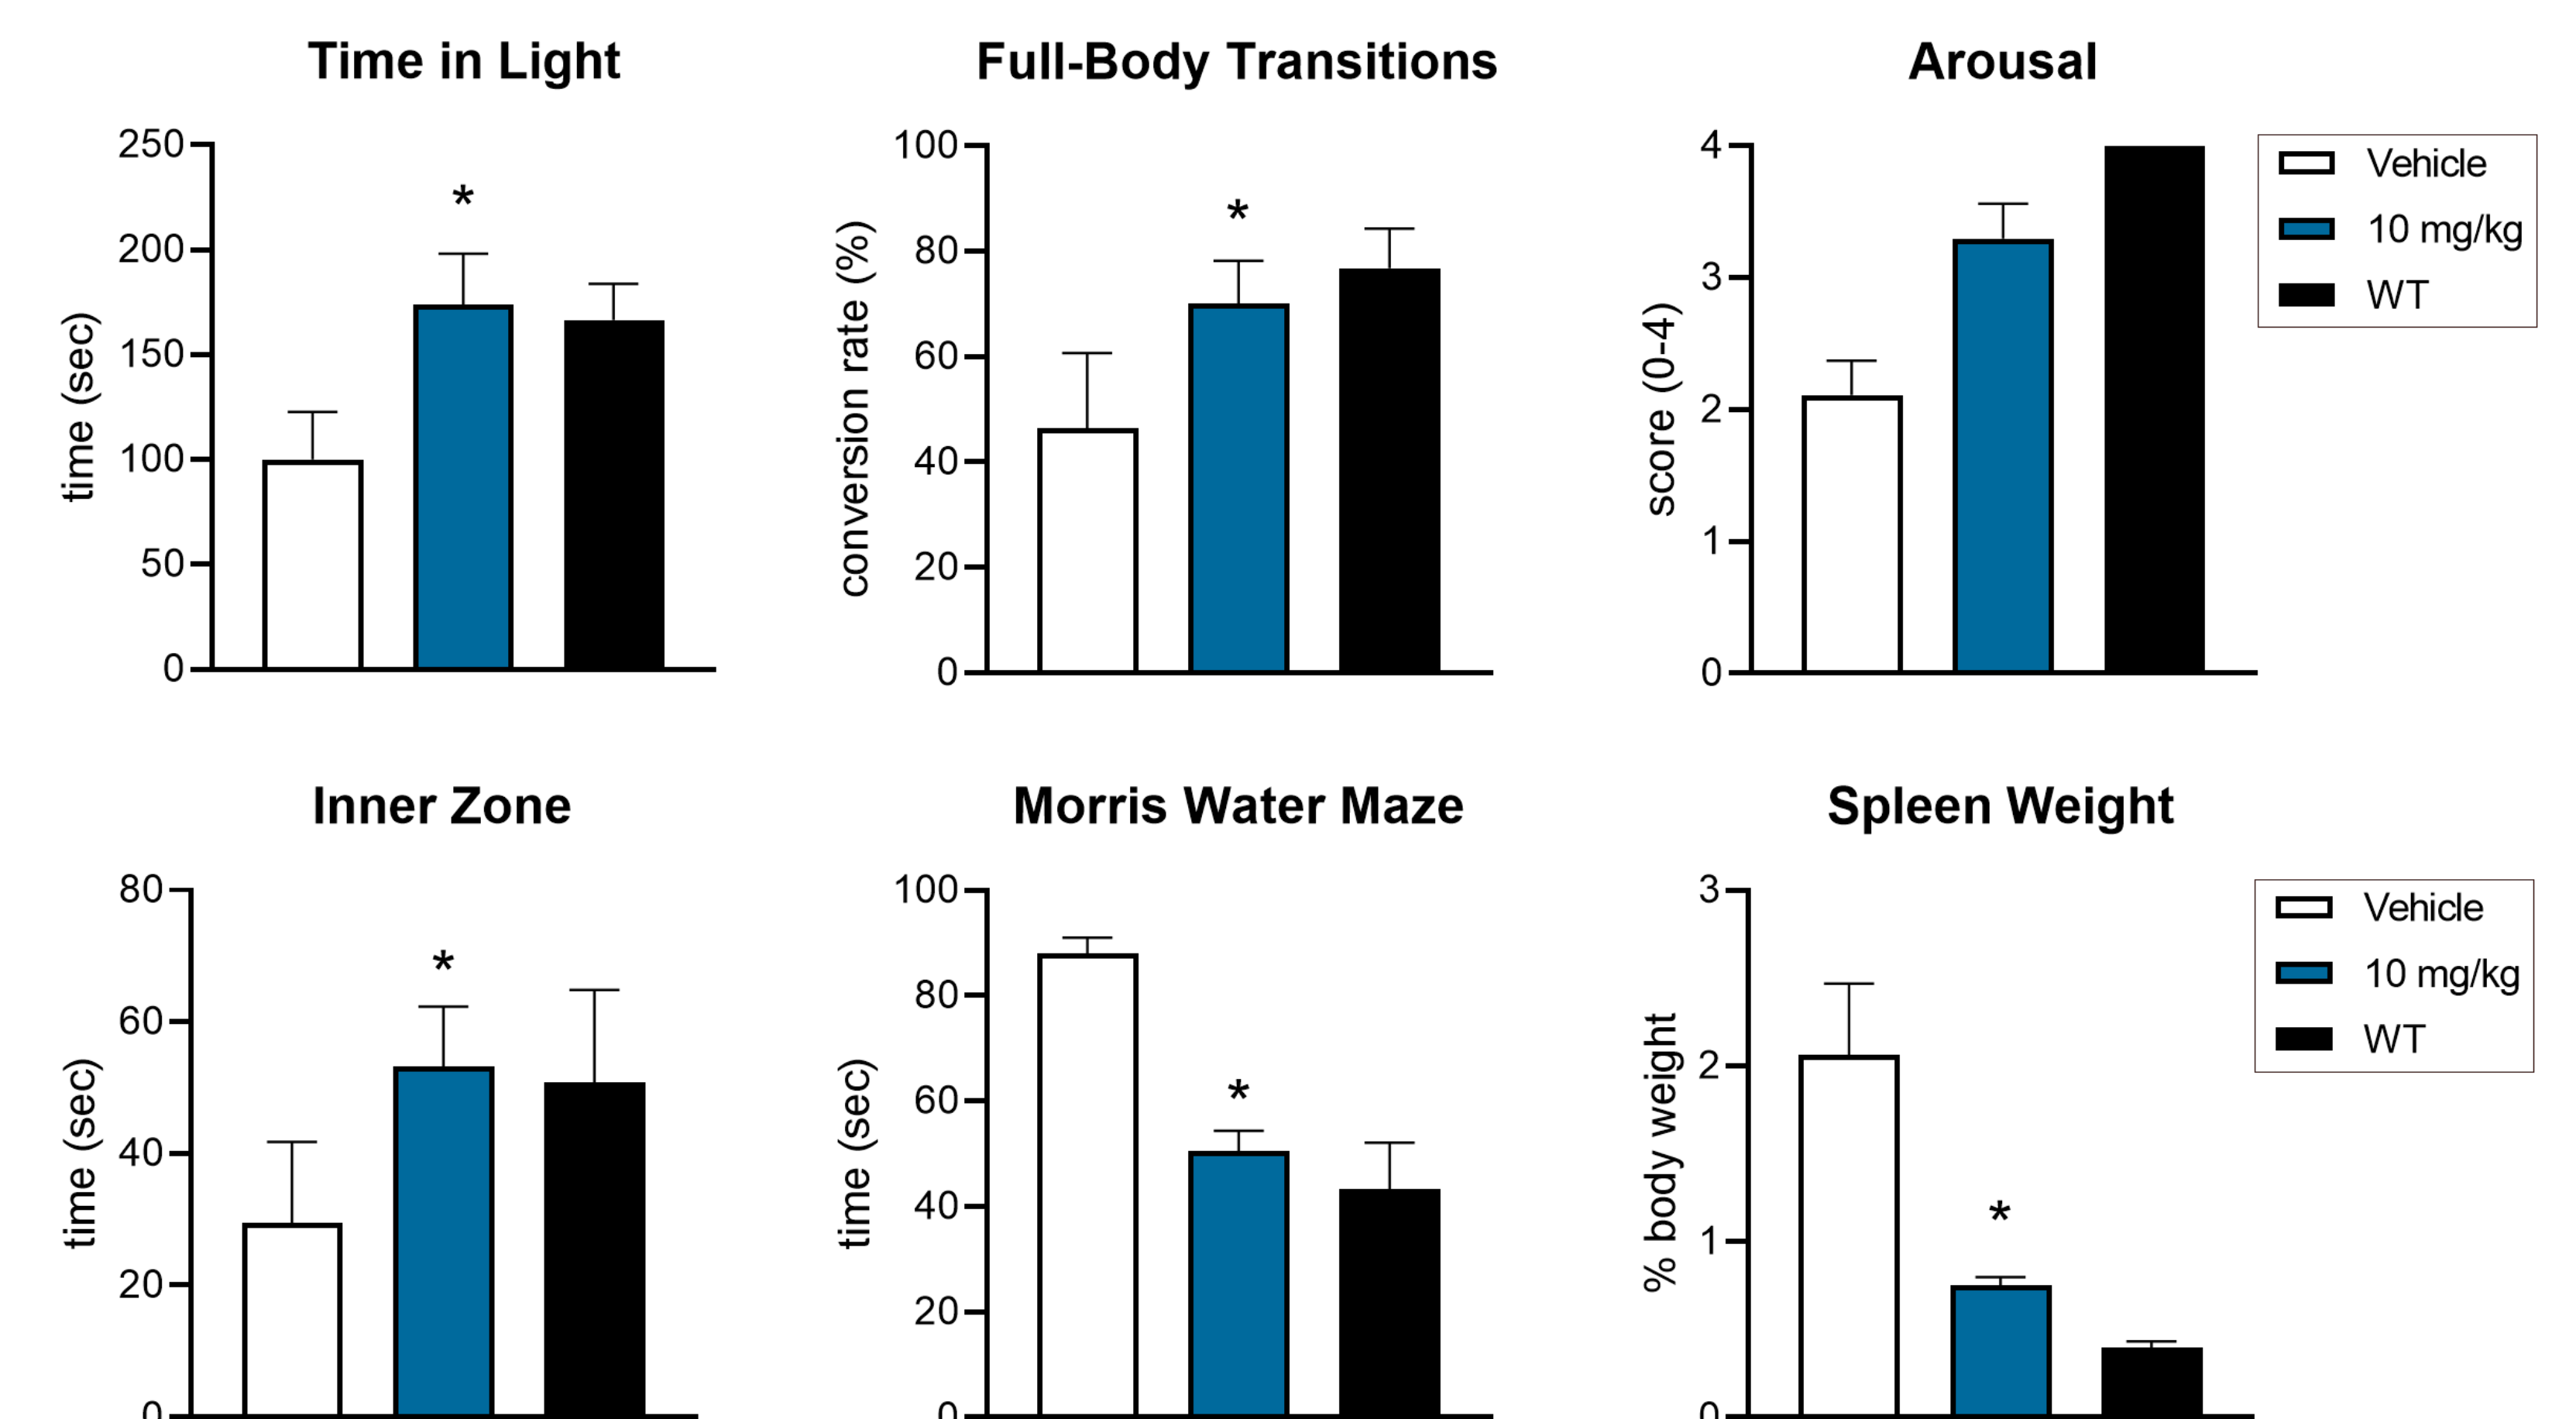 Time in Light
250
200
150
100
50
0
time (sec)
*
Full-Body Transitions
100
80
60
40
20
0
conversion rate (%)
*
Arousal
4
3
2
1
0
score (0-4)
Vehicle
10 mg/kg
WT
Inner Zone
80
60
40
20
0
time (sec)
*
Morris Water Maze
100
80
60
40
20
0
time (sec)
*
Spleen Weight
3
2
1
0
% body weight
*
Vehicle
10 mg/kg
WT